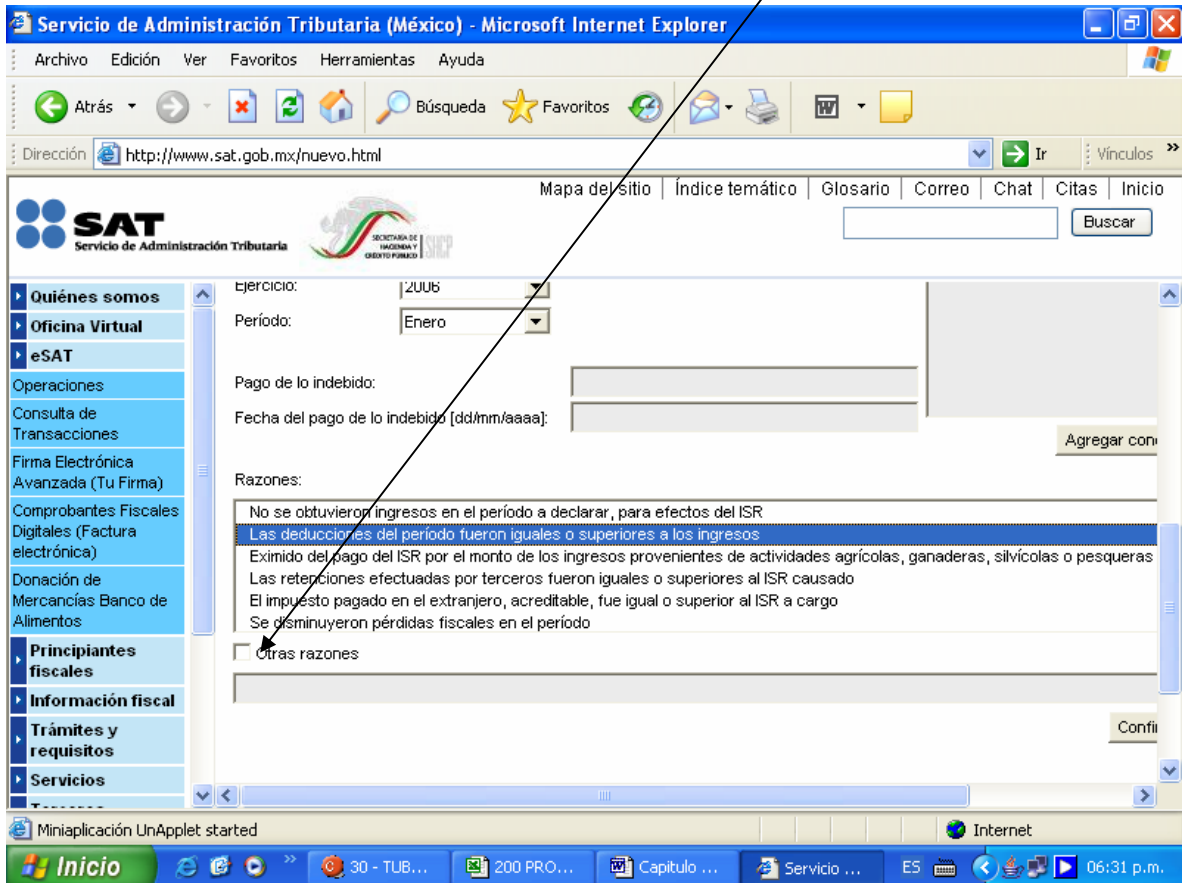 Servicio de Administración Tributaria (México) - Microsoft Internet Explorer
Archivo Edición Ver Favoritos Herramientas Ayuda
Atrás Búsqueda Favoritos
Dirección http://www.sat.gob.mx/nuevo.html Ir Vínculos »
Mapa del sitio | Índice temático | Glosario | Correo | Chat | Citas | Inicio
Buscar
SAT
Servicio de Administración Tributaria
SECRETARÍA DE
HACIENDA Y
CRÉDITO PÚBLICO
SHCP
Quiénes somos
Oficina Virtual
eSAT
Operaciones
Consulta de
Transacciones
Firma Electrónica
Avanzada (Tu Firma)
Comprobantes Fiscales
Digitales (Factura
electrónica)
Donación de
Mercancías Banco de
Alimentos
Principiantes
fiscales
Información fiscal
Trámites y
requisitos
Servicios
Ejercicio: 2006
Período: Enero
Pago de lo indebido:
Fecha del pago de lo indebido [dd/mm/aaaa]:
Agregar con
Razones:
No se obtuvieron ingresos en el período a declarar, para efectos del ISR
Las deducciones del período fueron iguales o superiores a los ingresos
Eximido del pago del ISR por el monto de los ingresos provenientes de actividades agrícolas, ganaderas, silvícolas o pesqueras
Las retenciones efectuadas por terceros fueron iguales o superiores al ISR causado
El impuesto pagado en el extranjero, acreditable, fue igual o superior al ISR a cargo
Se disminuyeron pérdidas fiscales en el período
Otras razones
Confi
Miniaplicación UnApplet started Internet
Inicio » 30 - TUB... 200 PRO... Capitulo ... Servicio ... ES 06:31 p.m.